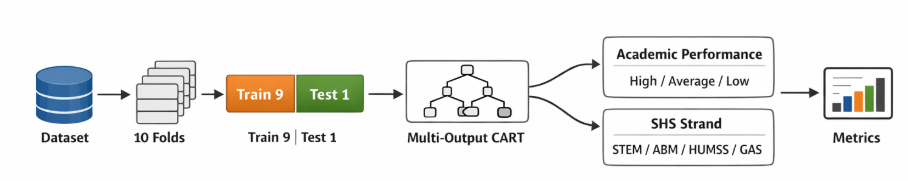 Dataset
10 Folds
Train 9
Test 1
Train 9 | Test 1
Multi-Output CART
Academic Performance
High / Average / Low
SHS Strand
STEM / ABM / HUMSS / GAS
Metrics